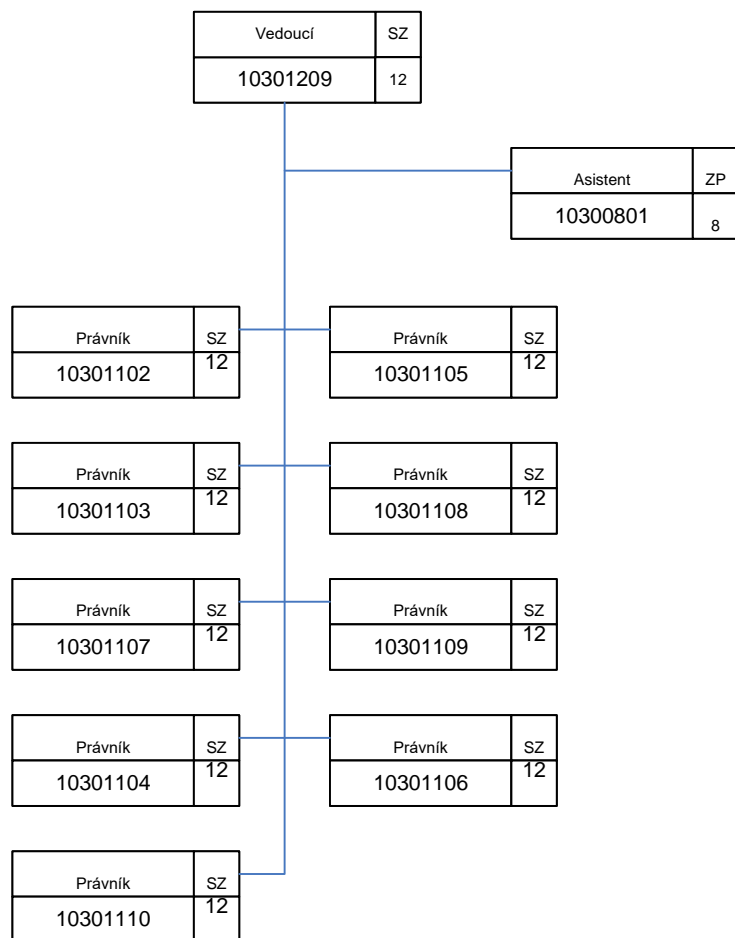 Vedoucí SZ
10301209 12
Asistent ZP
10300801 8
Právník SZ
10301102 12
Právník SZ
10301105 12
Právník SZ
10301103 12
Právník SZ
10301108 12
Právník SZ
10301107 12
Právník SZ
10301109 12
Právník SZ
10301104 12
Právník SZ
10301106 12
Právník SZ
10301110 12